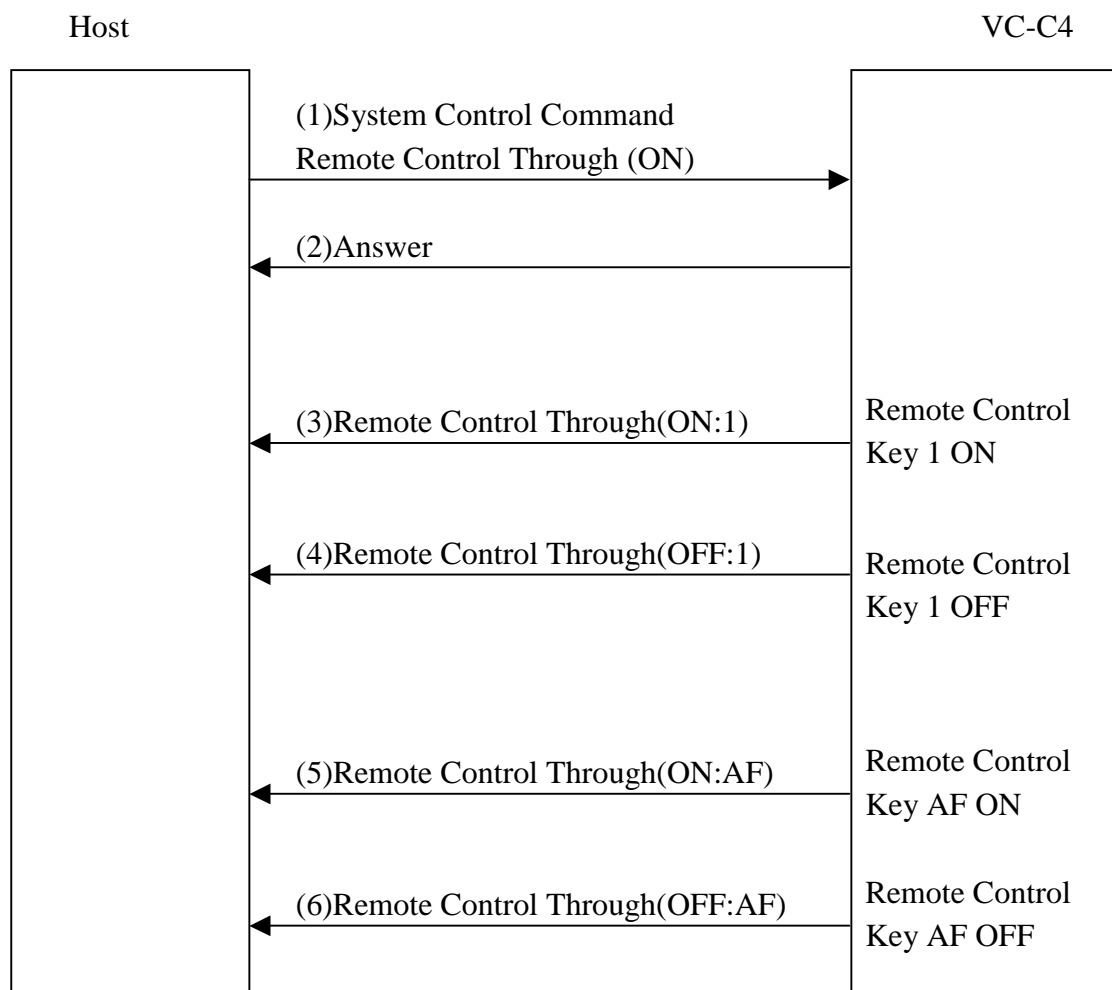 Host
VC-C4
(1)System Control Command
Remote Control Through (ON)
(2)Answer
(3)Remote Control Through(ON:1)
Remote Control
Key 1 ON
(4)Remote Control Through(OFF:1)
Remote Control
Key 1 OFF
(5)Remote Control Through(ON:AF)
Remote Control
Key AF ON
(6)Remote Control Through(OFF:AF)
Remote Control
Key AF OFF